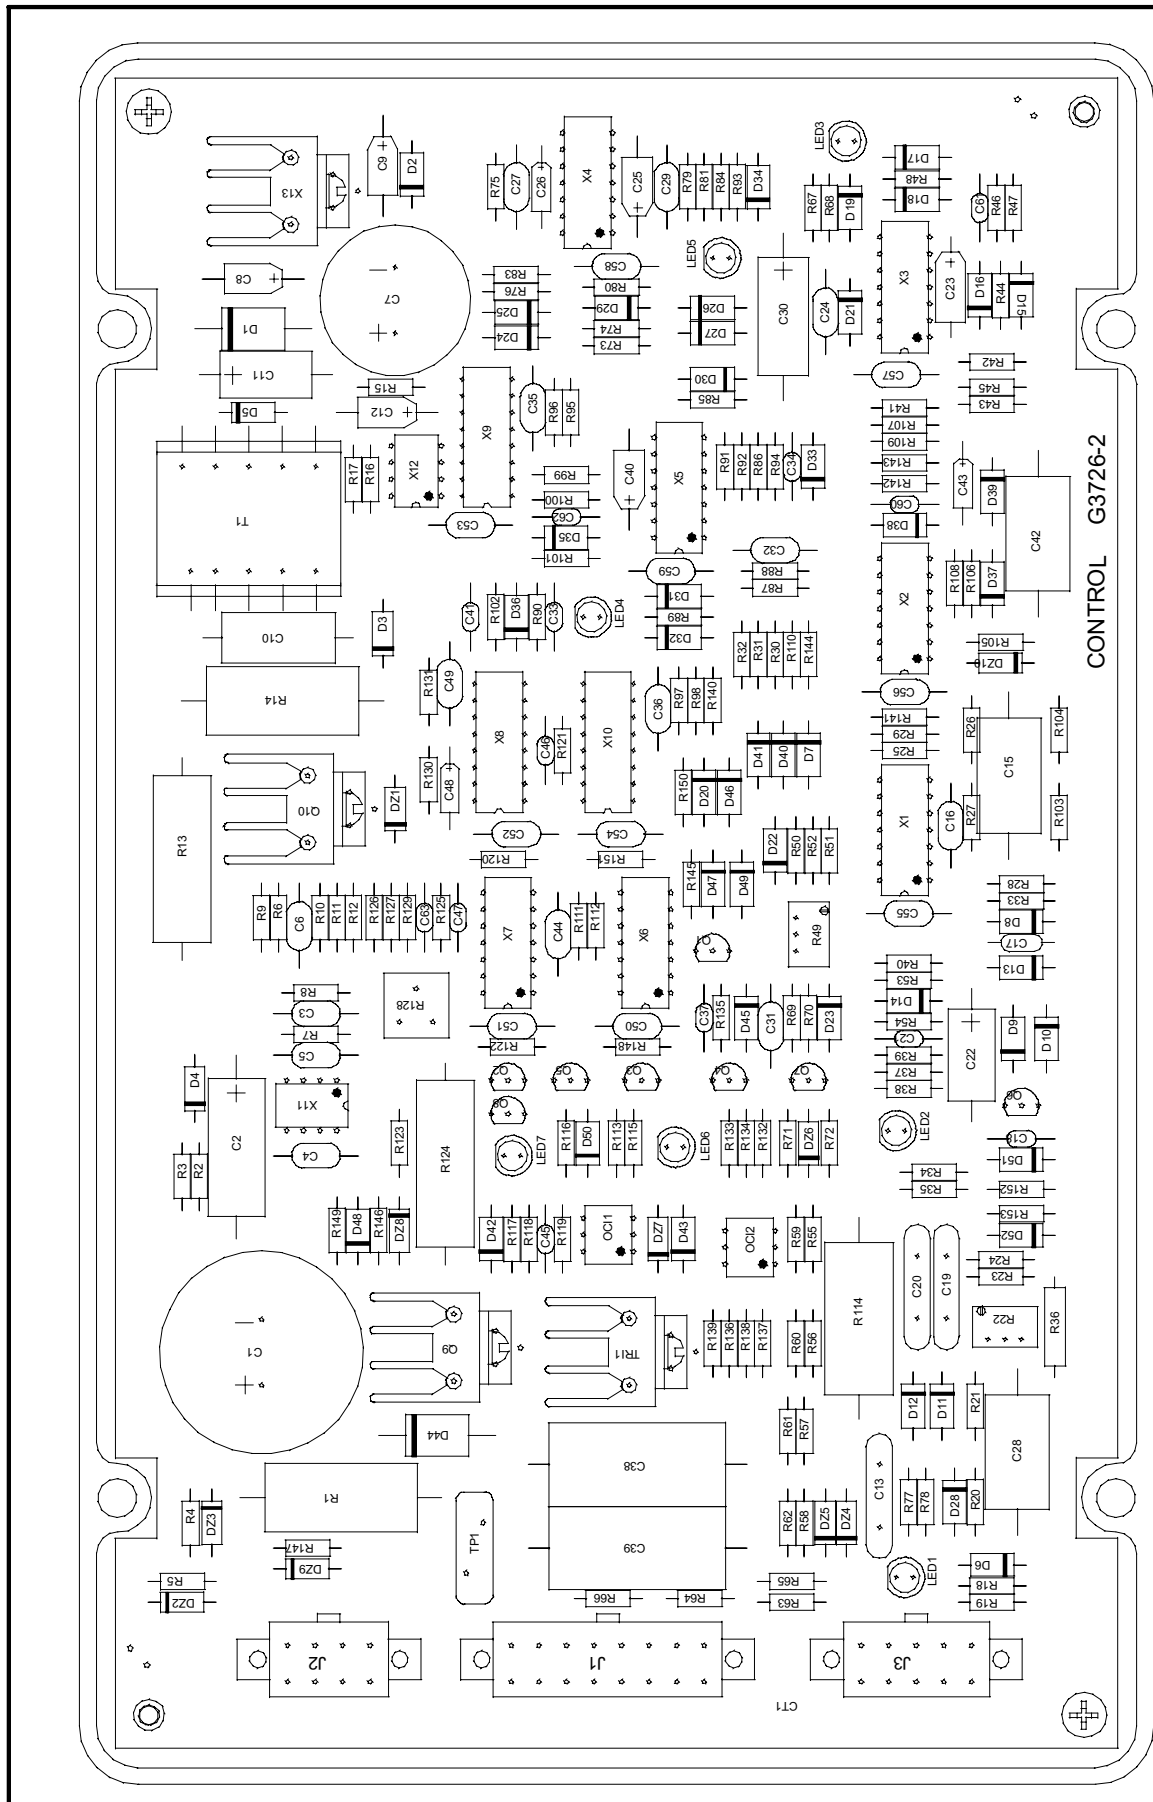 LED3
C9
D2
X13
R75
C27
C26
X4
C25
C29
R79
R81
R84
R93
D34
R67
R68
D19
D17
R48
D18
C61
R46
R47
C8
C7
R83
R76
D25
D24
C58
R80
D29
R74
R73
LED5
D26
D27
C30
C24
D21
X3
C23
D16
R44
D15
D1
C11
D5
R15
C12
X9
C35
R96
R95
D30
R85
C57
R42
R45
R43
R41
R107
R109
R143
R142
C60
D38
C43
D39
C42
CONTROL G3726-2
T1
R17
R16
X12
C53
R99
R100
C62
D35
R101
C40
X5
R91
R92
R86
R94
C34
D33
C59
C32
R88
R87
D31
R89
D32
X2
R108
R106
D37
R105
DZ10
C10
D3
C41
R102
D36
R90
C33
LED4
R32
R31
R30
R110
R144
R14
R131
C49
X8
C46
R121
X10
C36
R97
R98
R140
C56
R141
R29
R25
R26
C15
R104
R13
Q10
DZ1
R130
C48
D41
D40
D7
R150
D20
D46
X1
C16
R27
R103
C52
C54
R120
R151
R145
D47
D49
D22
R50
R52
R51
C55
R28
R33
D8
C17
D13
R9
R6
C6
R10
R11
R12
R126
R127
R129
C63
R125
C47
X7
C44
R111
R112
X6
Q1
R49
R40
R53
D14
R54
C21
R39
R37
R38
C22
D9
D10
R8
C3
R7
C5
R128
C51
R122
C50
R148
C37
R135
D45
C31
R69
R70
D23
D4
C2
X11
C4
R3
R2
R123
R124
Q2
Q8
Q5
Q3
Q4
Q7
Q6
LED7
R116
D50
R113
R115
LED6
R133
R134
R132
R71
DZ6
R72
LED2
C18
D51
R34
R35
R152
R153
D52
R149
D48
R146
DZ8
D42
R117
R118
C45
R119
OCI1
DZ7
D43
OCI2
R59
R55
C20
C19
R24
R23
C1
Q9
TRI1
R139
R136
R138
R137
R60
R56
R114
R22
R36
D44
R61
R57
D12
D11
R21
C28
R1
C38
C39
TP1
C13
R77
R78
D28
R20
R4
DZ3
R147
DZ9
R62
R58
DZ5
DZ4
R5
DZ2
R66
R64
R65
R63
LED1
D6
R18
R19
J2
J1
J3
CT1